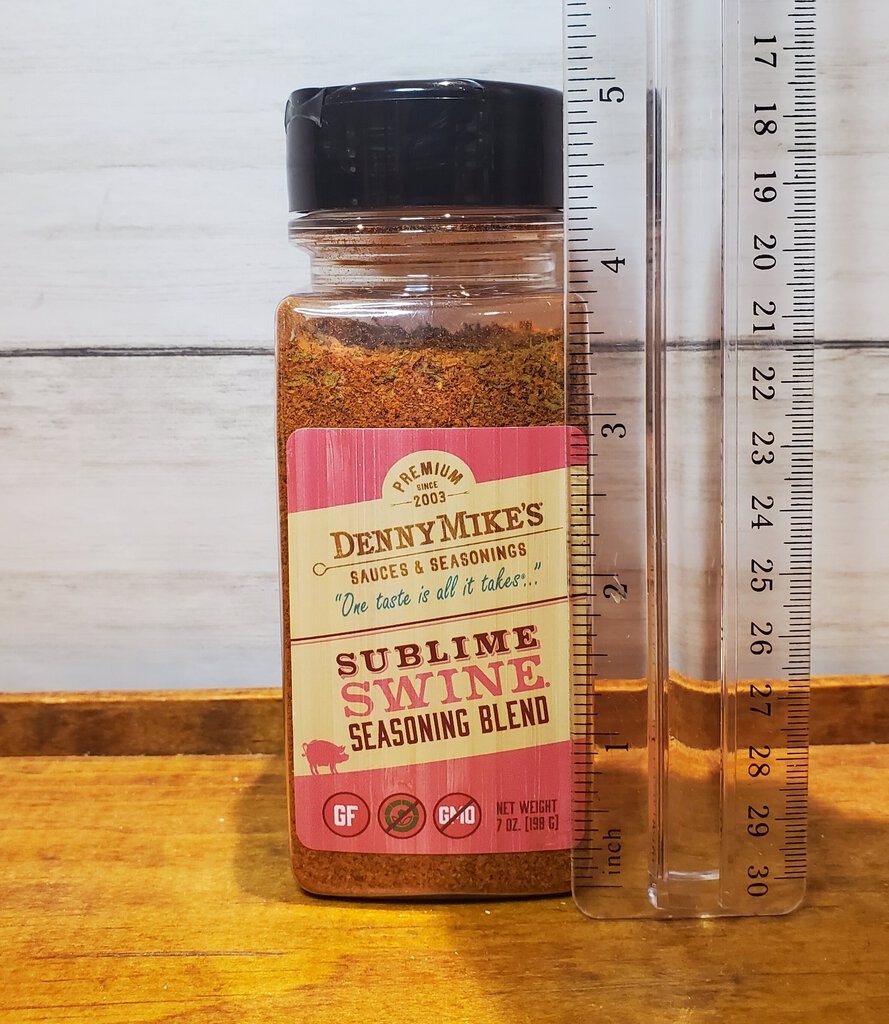 PREMIUM
SINCE
2003
DENNYMIKE'S®
SAUCES & SEASONINGS
"One taste is all it takes®..."
SUBLIME
SWINE®
SEASONING BLEND
GF
GMO
NET WEIGHT
7 OZ. [198 G]
5
4
3
2
1
inch
17
18
19
20
21
22
23
24
25
26
27
28
29
30